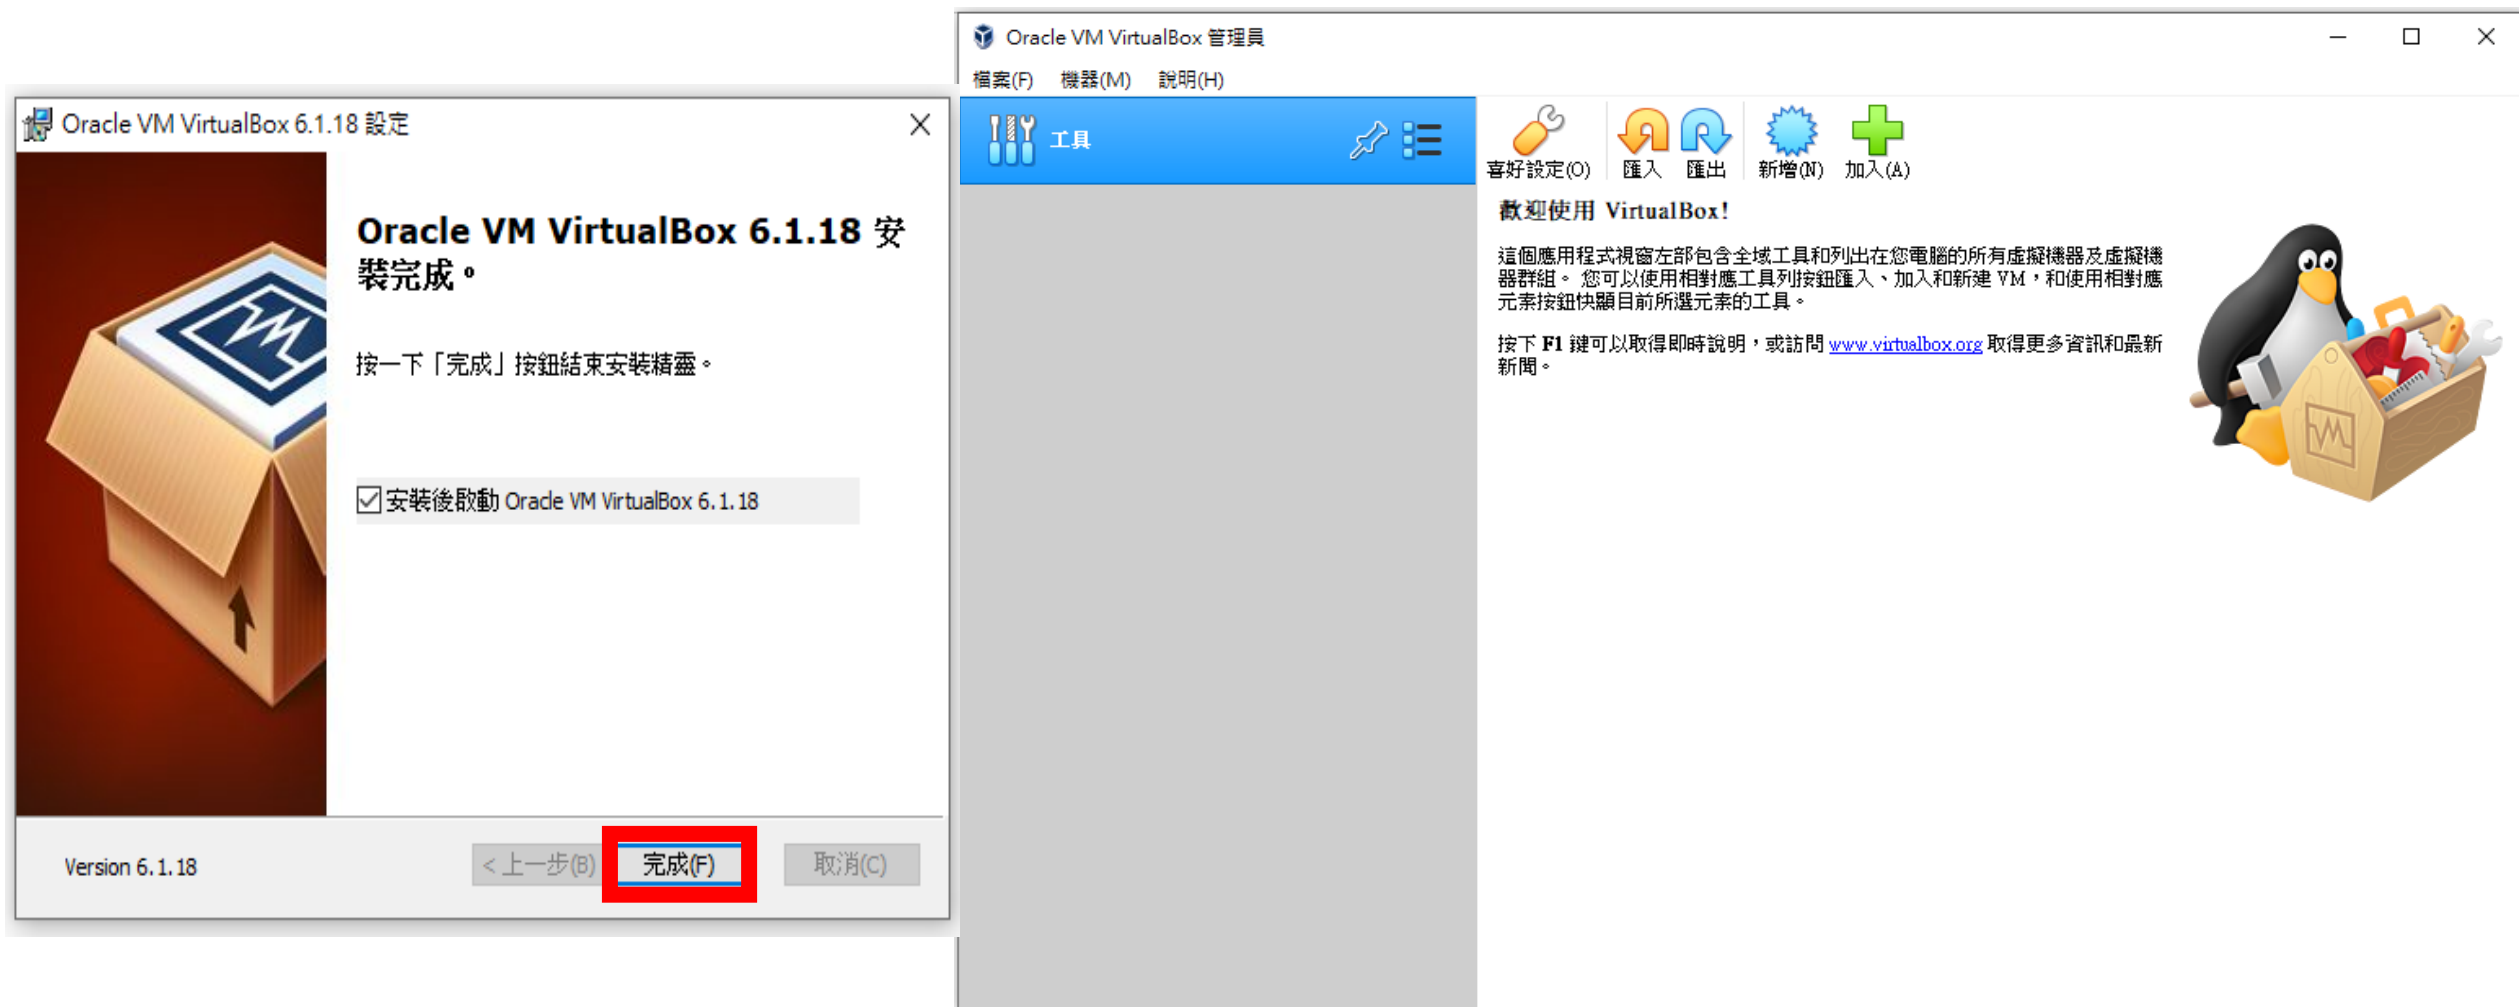 Oracle VM VirtualBox 6.1.18 設定
Oracle VM VirtualBox 6.1.18 安
裝完成。
按一下「完成」按鈕結束安裝精靈。
安裝後啟動 Oracle VM VirtualBox 6.1.18
Version 6.1.18
< 上一步(B)
完成(F)
取消(C)
Oracle VM VirtualBox 管理員
檔案(F) 機器(M) 說明(H)
工具
喜好設定(O) 匯入 匯出 新增(N) 加入(A)
歡迎使用 VirtualBox!
這個應用程式視窗左部包含全域工具和列出在您電腦的所有虛擬機器及虛擬機
器群組。 您可以使用相對應工具列按鈕匯入、加入和新建 VM，和使用相對應
元素按鈕快顯目前所選元素的工具。
按下 F1 鍵可以取得即時說明，或訪問 www.virtualbox.org 取得更多資訊和最新
新聞。